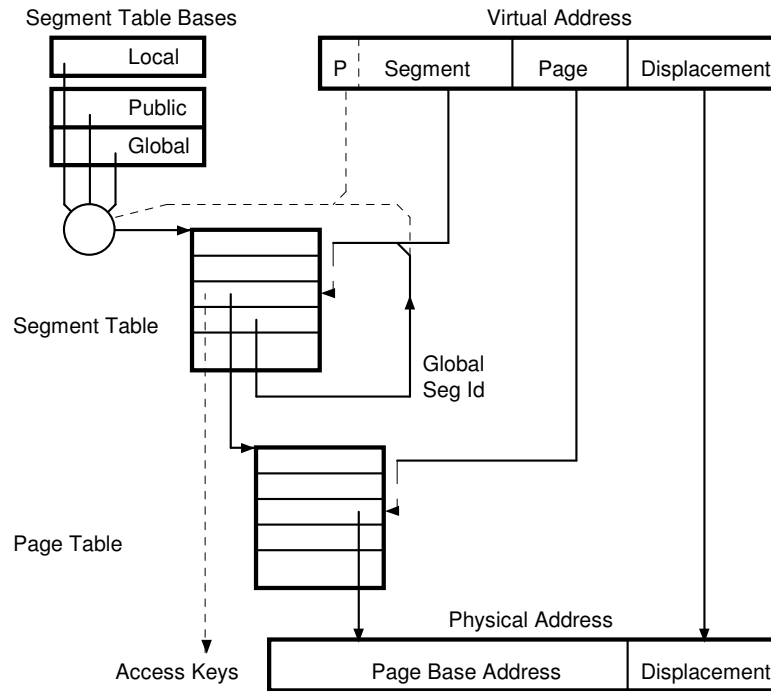 Segment Table Bases
Virtual Address
Local
P
Segment
Page
Displacement
Public
Global
Segment Table
Global
Seg Id
Page Table
Physical Address
Access Keys
Page Base Address
Displacement